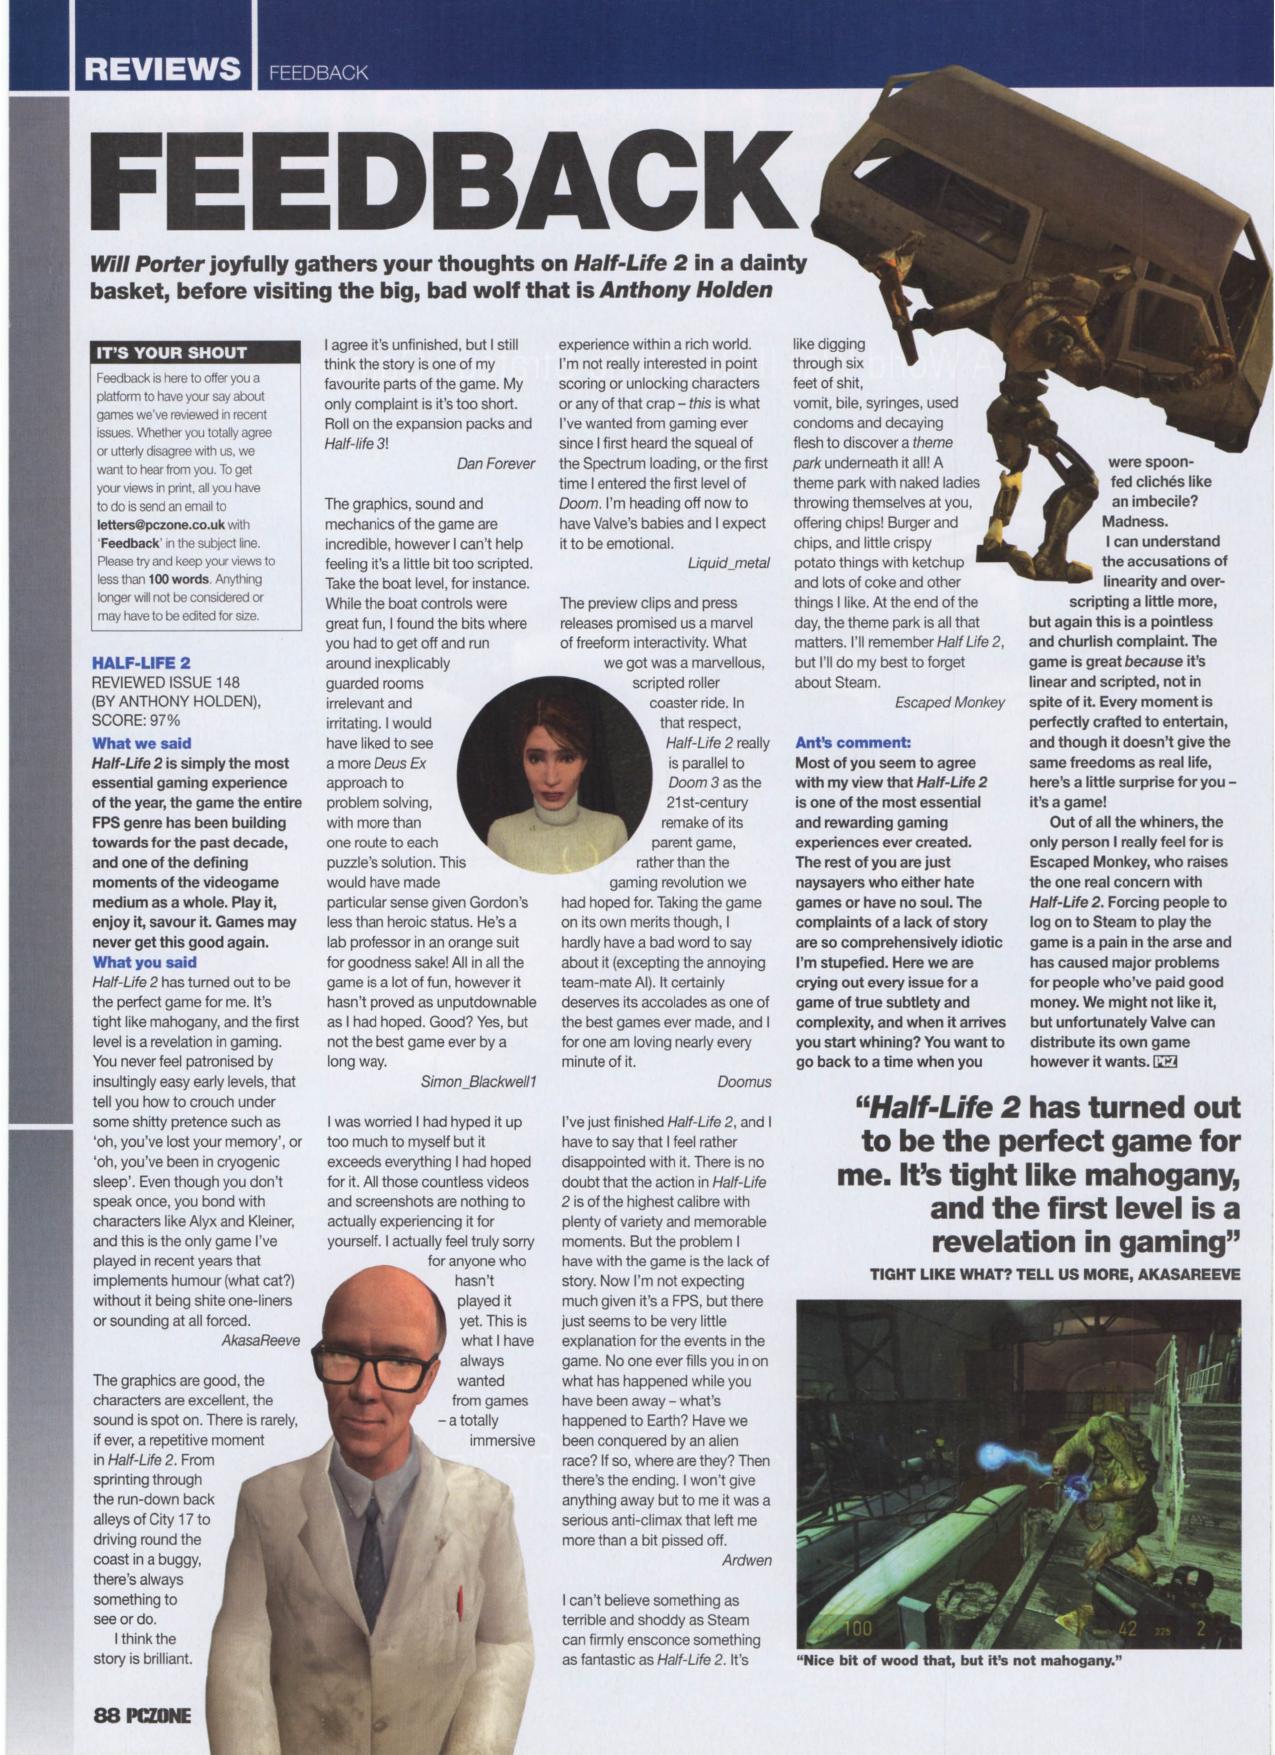 REVIEWS
FEEDBACK
FEEDBACK
Will Porter joyfully gathers your thoughts on Half-Life 2 in a dainty
basket, before visiting the big, bad wolf that is Anthony Holden
IT'S YOUR SHOUT
Feedback is here to offer you a
platform to have your say about
games we've reviewed in recent
issues. Whether you totally agree
or utterly disagree with us, we
want to hear from you. To get
your views in print, all you have
to do is send an email to
letters@pczone.co.uk with
'Feedback' in the subject line.
Please try and keep your views to
less than 100 words. Anything
longer will not be considered or
may have to be edited for size.
HALF-LIFE 2
REVIEWED ISSUE 148
(BY ANTHONY HOLDEN),
SCORE: 97%
What we said
Half-Life 2 is simply the most
essential gaming experience
of the year, the game the entire
FPS genre has been building
towards for the past decade,
and one of the defining
moments of the videogame
medium as a whole. Play it,
enjoy it, savour it. Games may
never get this good again.
What you said
Half-Life 2 has turned out to be
the perfect game for me. It's
tight like mahogany, and the first
level is a revelation in gaming.
You never feel patronised by
insultingly easy early levels, that
tell you how to crouch under
some shitty pretence such as
'oh, you've lost your memory', or
'oh, you've been in cryogenic
sleep'. Even though you don't
speak once, you bond with
characters like Alyx and Kleiner,
and this is the only game I've
played in recent years that
implements humour (what cat?)
without it being shite one-liners
or sounding at all forced.
AkasaReeve
The graphics are good, the
characters are excellent, the
sound is spot on. There is rarely,
if ever, a repetitive moment
in Half-Life 2. From
sprinting through
the run-down back
alleys of City 17 to
driving round the
coast in a buggy,
there's always
something to
see or do.
I think the
story is brilliant.
I agree it's unfinished, but I still
think the story is one of my
favourite parts of the game. My
only complaint is it's too short.
Roll on the expansion packs and
Half-life 3!
Dan Forever
The graphics, sound and
mechanics of the game are
incredible, however I can't help
feeling it's a little bit too scripted.
Take the boat level, for instance.
While the boat controls were
great fun, I found the bits where
you had to get off and run
around inexplicably
guarded rooms
irrelevant and
irritating. I would
have liked to see
a more Deus Ex
approach to
problem solving,
with more than
one route to each
puzzle's solution. This
would have made
particular sense given Gordon's
less than heroic status. He's a
lab professor in an orange suit
for goodness sake! All in all the
game is a lot of fun, however it
hasn't proved as unputdownable
as I had hoped. Good? Yes, but
not the best game ever by a
long way.
Simon_Blackwell1
I was worried I had hyped it up
too much to myself but it
exceeds everything I had hoped
for it. All those countless videos
and screenshots are nothing to
actually experiencing it for
yourself. I actually feel truly sorry
for anyone who
hasn't
played it
yet. This is
what I have
always
wanted
from games
– a totally
immersive
experience within a rich world.
I'm not really interested in point
scoring or unlocking characters
or any of that crap – this is what
I've wanted from gaming ever
since I first heard the squeal of
the Spectrum loading, or the first
time I entered the first level of
Doom. I'm heading off now to
have Valve's babies and I expect
it to be emotional.
Liquid_metal
The preview clips and press
releases promised us a marvel
of freeform interactivity. What
we got was a marvellous,
scripted roller
coaster ride. In
that respect,
Half-Life 2 really
is parallel to
Doom 3 as the
21st-century
remake of its
parent game,
rather than the
gaming revolution we
had hoped for. Taking the game
on its own merits though, I
hardly have a bad word to say
about it (excepting the annoying
team-mate AI). It certainly
deserves its accolades as one of
the best games ever made, and I
for one am loving nearly every
minute of it.
Doomus
I've just finished Half-Life 2, and I
have to say that I feel rather
disappointed with it. There is no
doubt that the action in Half-Life
2 is of the highest calibre with
plenty of variety and memorable
moments. But the problem I
have with the game is the lack of
story. Now I'm not expecting
much given it's a FPS, but there
just seems to be very little
explanation for the events in the
game. No one ever fills you in on
what has happened while you
have been away – what's
happened to Earth? Have we
been conquered by an alien
race? If so, where are they? Then
there's the ending. I won't give
anything away but to me it was a
serious anti-climax that left me
more than a bit pissed off.
Ardwen
I can't believe something as
terrible and shoddy as Steam
can firmly ensconce something
as fantastic as Half-Life 2. It's
like digging
through six
feet of shit,
vomit, bile, syringes, used
condoms and decaying
flesh to discover a theme
park underneath it all! A
theme park with naked ladies
throwing themselves at you,
offering chips! Burger and
chips, and little crispy
potato things with ketchup
and lots of coke and other
things I like. At the end of the
day, the theme park is all that
matters. I'll remember Half Life 2,
but I'll do my best to forget
about Steam.
Escaped Monkey
Ant's comment:
Most of you seem to agree
with my view that Half-Life 2
is one of the most essential
and rewarding gaming
experiences ever created.
The rest of you are just
naysayers who either hate
games or have no soul. The
complaints of a lack of story
are so comprehensively idiotic
I'm stupefied. Here we are
crying out every issue for a
game of true subtlety and
complexity, and when it arrives
you start whining? You want to
go back to a time when you
were spoon-
fed clichés like
an imbecile?
Madness.
I can understand
the accusations of
linearity and over-
scripting a little more,
but again this is a pointless
and churlish complaint. The
game is great because it's
linear and scripted, not in
spite of it. Every moment is
perfectly crafted to entertain,
and though it doesn't give the
same freedoms as real life,
here's a little surprise for you –
it's a game!
Out of all the whiners, the
only person I really feel for is
Escaped Monkey, who raises
the one real concern with
Half-Life 2. Forcing people to
log on to Steam to play the
game is a pain in the arse and
has caused major problems
for people who've paid good
money. We might not like it,
but unfortunately Valve can
distribute its own game
however it wants. PCZ
"Half-Life 2 has turned out
to be the perfect game for
me. It's tight like mahogany,
and the first level is a
revelation in gaming"
TIGHT LIKE WHAT? TELL US MORE, AKASAREEVE
100
42 225 2
"Nice bit of wood that, but it's not mahogany."
88 PCZONE